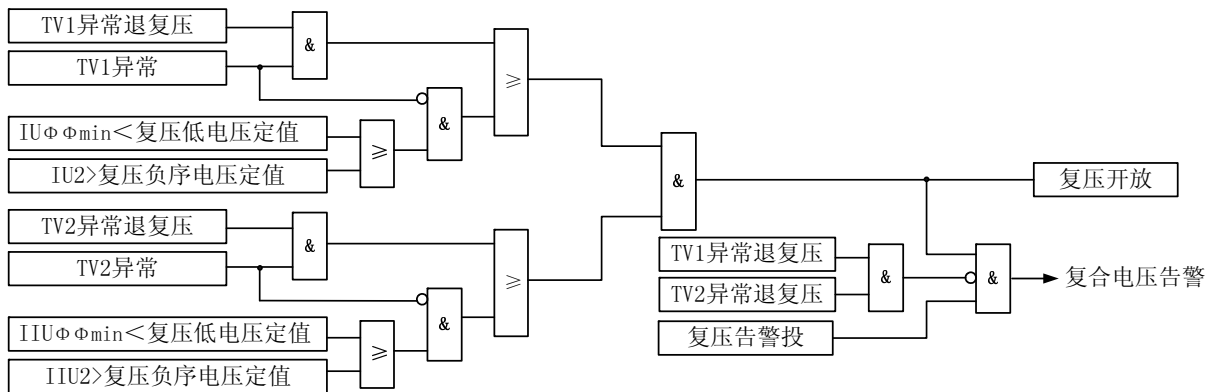 TV1异常退复压
&
TV1异常
≥
&
IUΦΦmin＜复压低电压定值
≥
IU2>复压负序电压定值
&
复压开放
TV2异常退复压
&
TV2异常
≥
TV1异常退复压
&
&
复合电压告警
TV2异常退复压
&
IIUΦΦmin＜复压低电压定值
≥
复压告警投
IIU2>复压负序电压定值